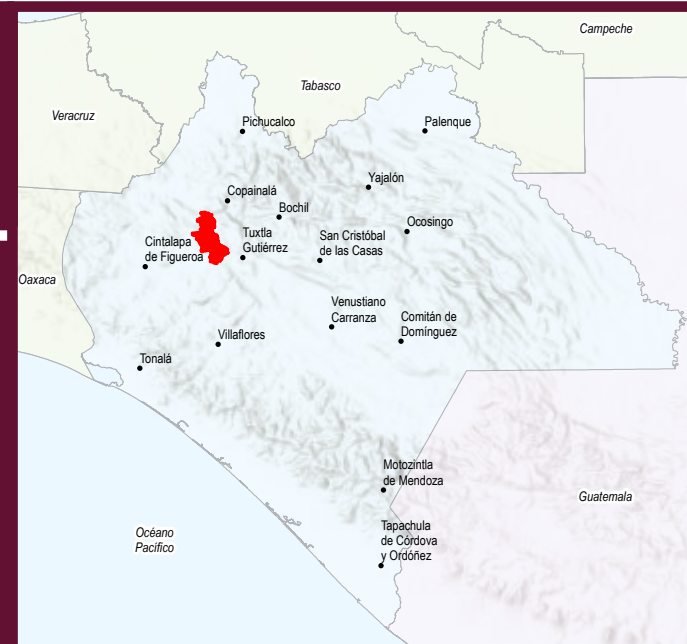 Campeche
Tabasco
Veracruz
Pichucalco
Palenque
Yajalón
Copainalá
Bochil
Ocosingo
Tuxtla
Gutiérrez
San Cristóbal
de las Casas
Cintalapa
de Figueroa
Oaxaca
Venustiano
Carranza
Comitán de
Domínguez
Villaflores
Tonalá
Motozintla
de Mendoza
Guatemala
Océano
Pacífico
Tapachula
de Córdova
y Ordóñez